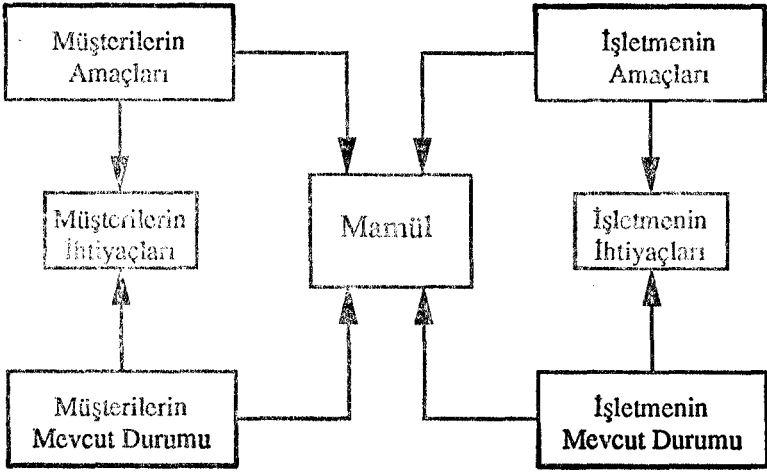 Müşterilerin
Amaçları
İşletmenin
Amaçları
Müşterilerin
İhtiyaçları
Mamül
İşletmenin
İhtiyaçları
Müşterilerin
Mevcut Durumu
İşletmenin
Mevcut Durumu